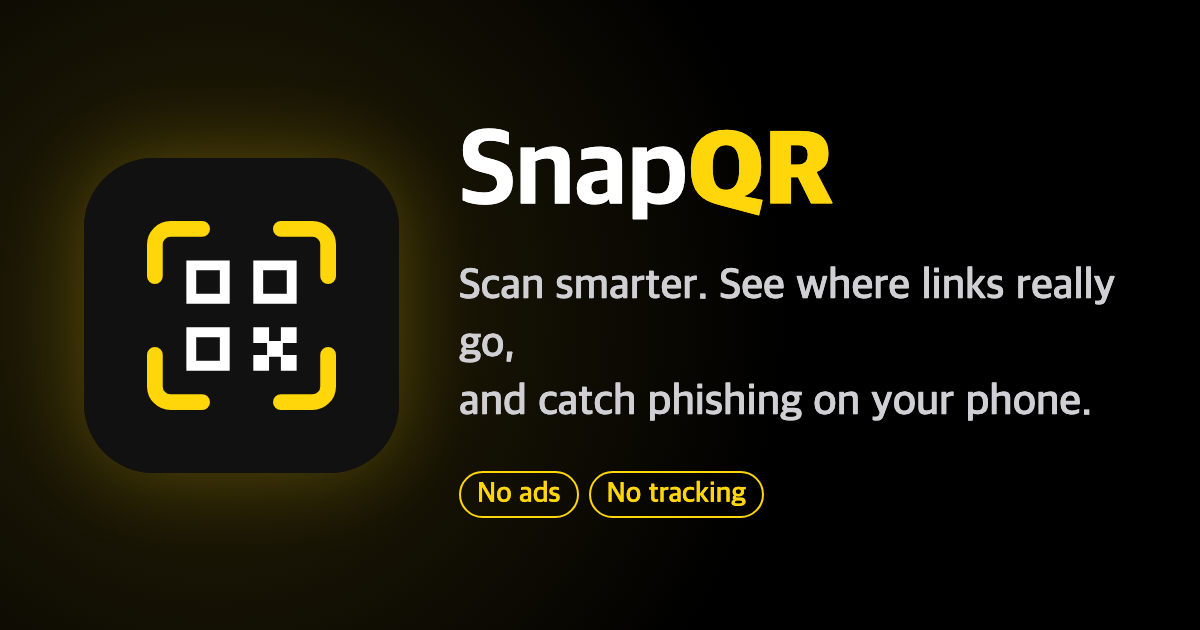 SnapQR
Scan smarter. See where links really
go,
and catch phishing on your phone.
No ads
No tracking